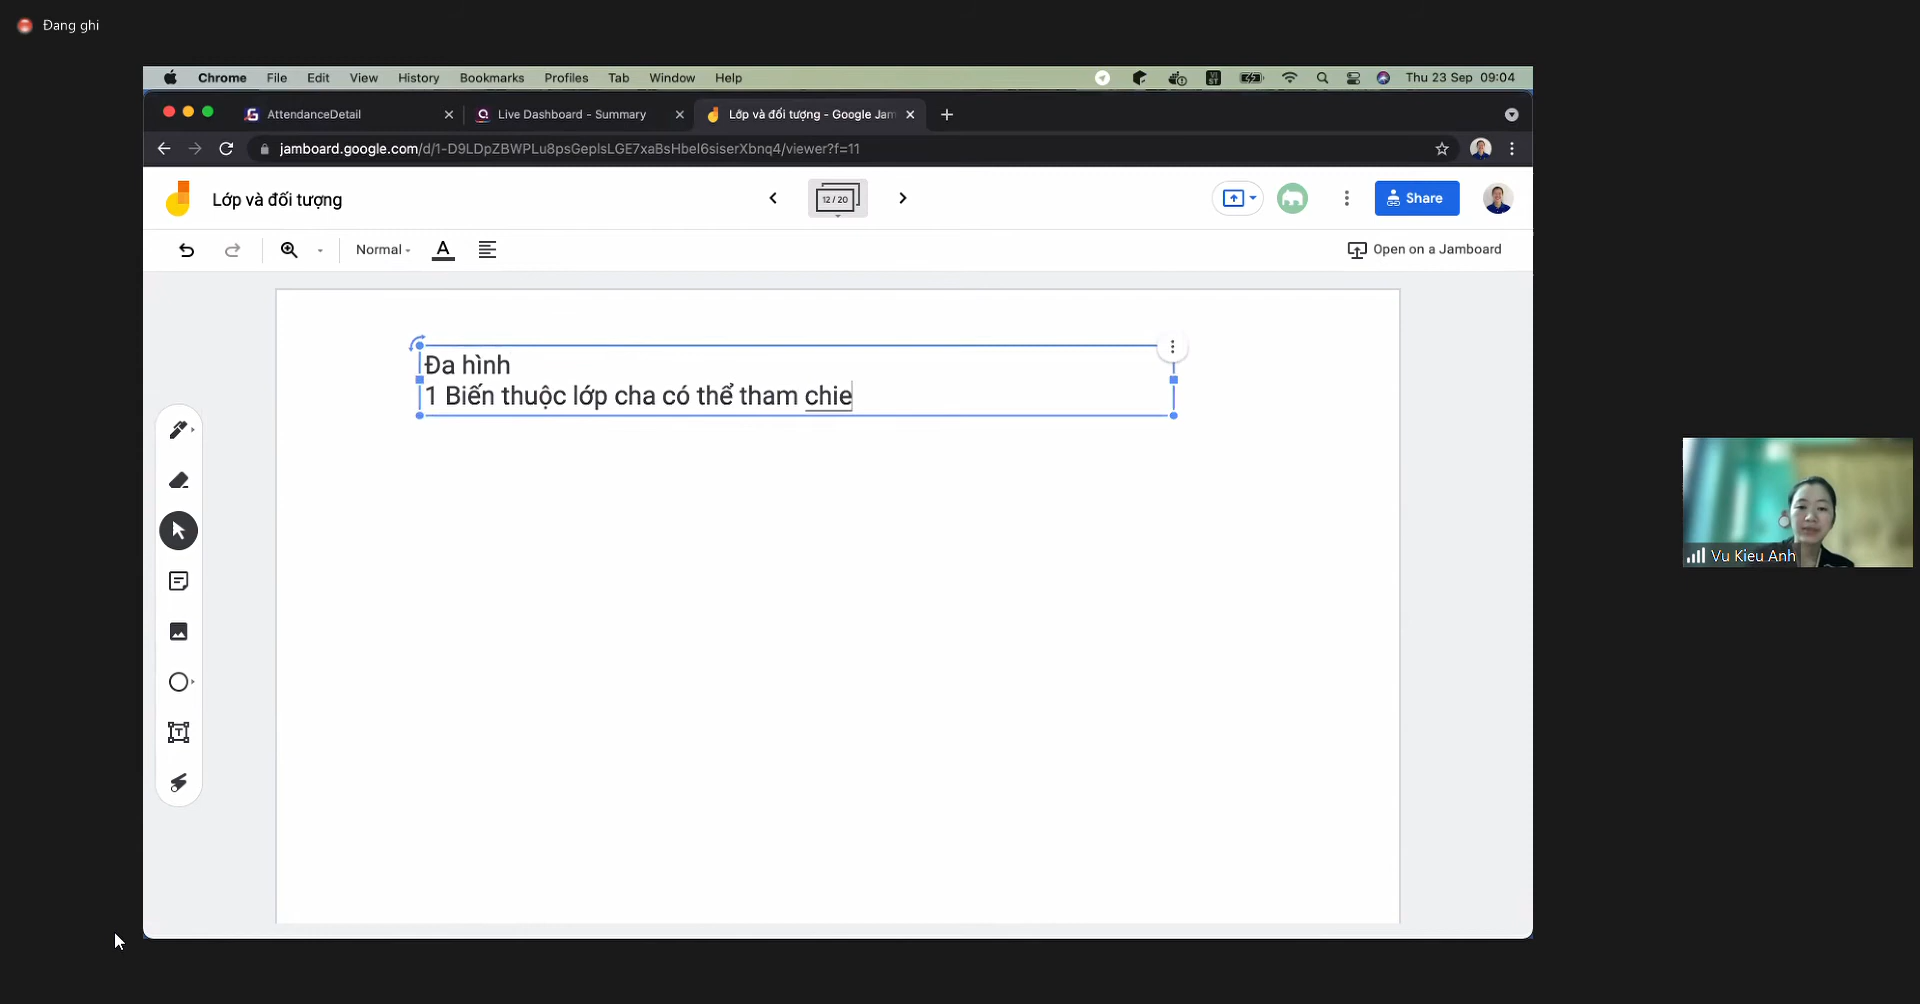 Đang ghi
Chrome File Edit View History Bookmarks Profiles Tab Window Help
VI
ST
Thu 23 Sep 09:04
AttendanceDetail
Live Dashboard - Summary
Lớp và đối tượng - Google Jam
jamboard.google.com/d/1-D9LDpZBWPLu8psGeplsLGE7xaBsHbel6siserXbnq4/viewer?f=11
Lớp và đối tượng
12 / 20
Share
Normal
A
Open on a Jamboard
Đa hình
1 Biến thuộc lớp cha có thể tham chie
T
Vu Kieu Anh